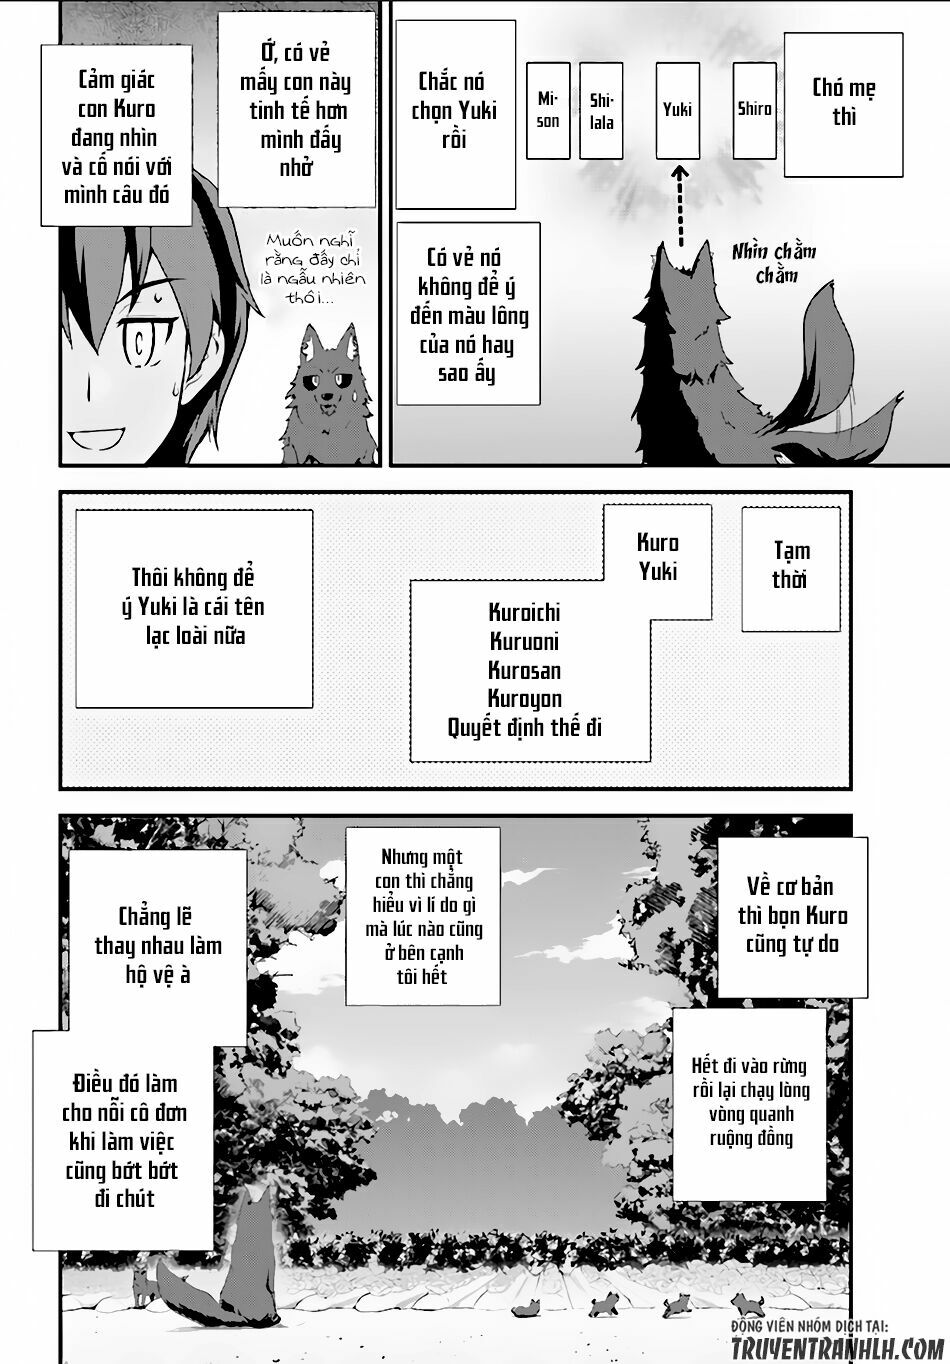 Chó mẹ
thì
Shiro
Yuki
Shi-
lala
Mi-
son
Chắc nó
chọn Yuki
rồi
Nhìn chằm
chằm
Có vẻ nó
không để ý
đến màu lông
của nó hay
sao ấy
Ớ, có vẻ
mấy con này
tinh tế hơn
mình đấy
nhở
Cảm giác
con Kuro
đang nhìn
và cố nói với
mình câu đó
Muốn nghĩ
rằng đấy chỉ
là ngẫu nhiên
thôi...
Tạm
thời
Kuro
Yuki
Kuroichi
Kuruoni
Kurosan
Kuroyon
Quyết định thế đi
Thôi không để
ý Yuki là cái tên
lạc loài nữa
Về cơ bản
thì bọn Kuro
cũng tự do
Hết đi vào rừng
rồi lại chạy lòng
vòng quanh
ruộng đồng
Nhưng một
con thì chẳng
hiểu vì lí do gì
mà lúc nào cũng
ở bên cạnh
tôi hết
Chẳng lẽ
thay nhau làm
hộ vệ à
Điều đó làm
cho nỗi cô đơn
khi làm việc
cũng bớt bớt
đi chút
ĐỘNG VIÊN NHÓM DỊCH TẠI:
TRUYENTRANHLH.COM